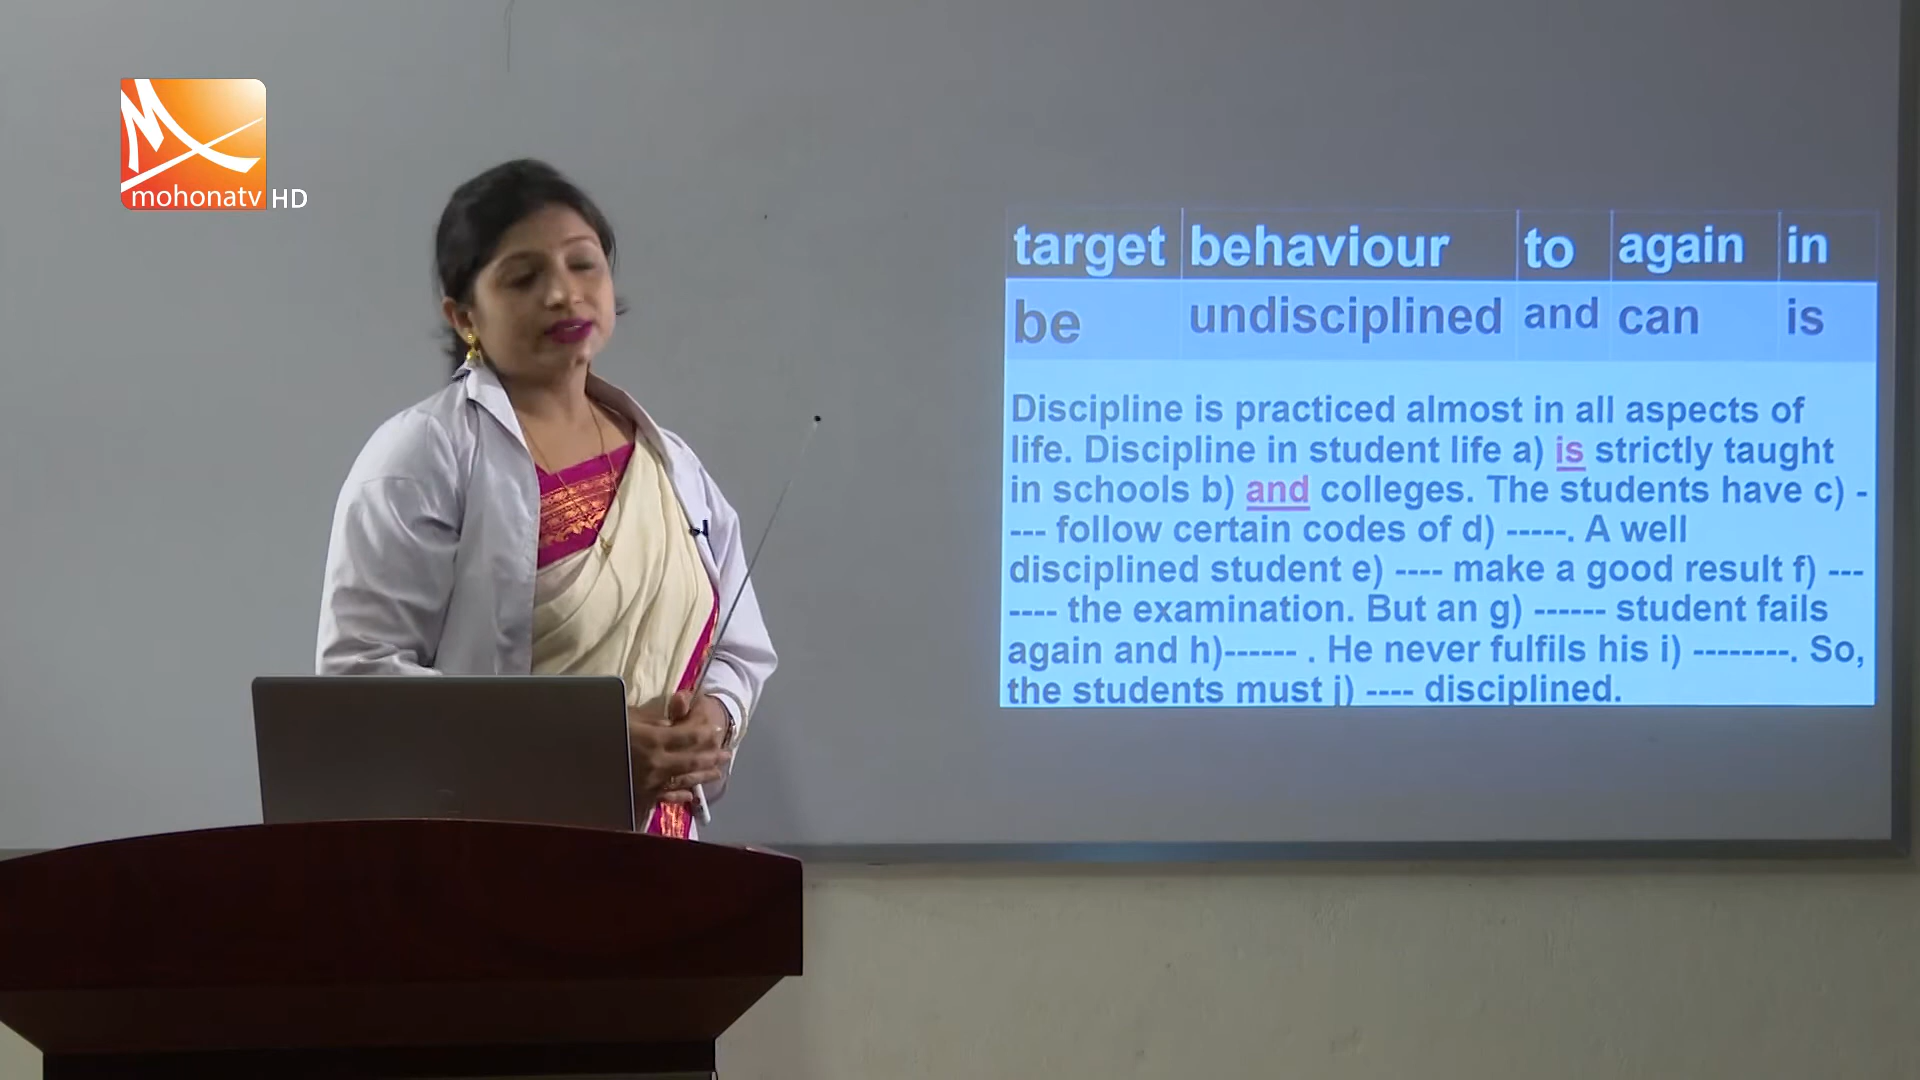 mohonatv HD
target behaviour to again in
be undisciplined and can is
Discipline is practiced almost in all aspects of
life. Discipline in student life a) is strictly taught
in schools b) and colleges. The students have c) -
--- follow certain codes of d) -----. A well
disciplined student e) ---- make a good result f) ---
---- the examination. But an g) ------ student fails
again and h)------ . He never fulfils his i) --------. So,
the students must j) ---- disciplined.